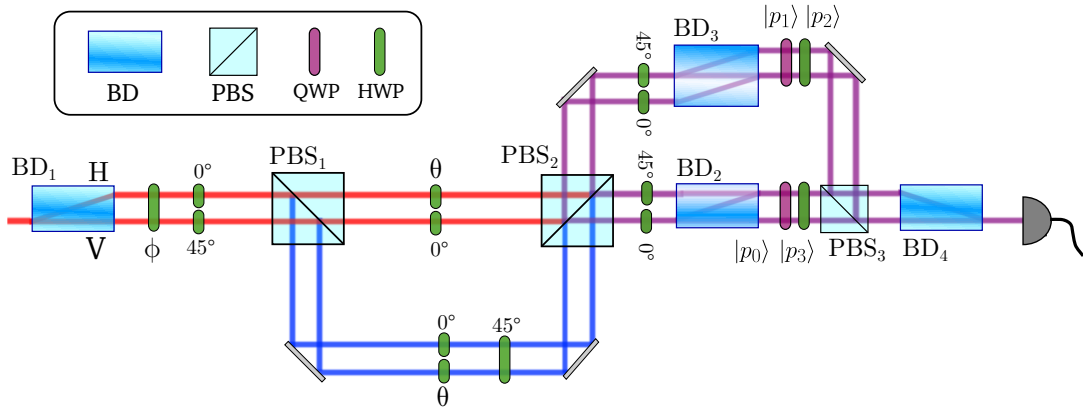 BD PBS QWP HWP
|p₁⟩ |p₂⟩
BD₃
45°
0°
BD₁ H
V
ϕ
0°
45°
PBS₁
θ
0°
PBS₂
45°
0°
BD₂
|p₀⟩ |p₃⟩
PBS₃
BD₄
0° 45°
θ